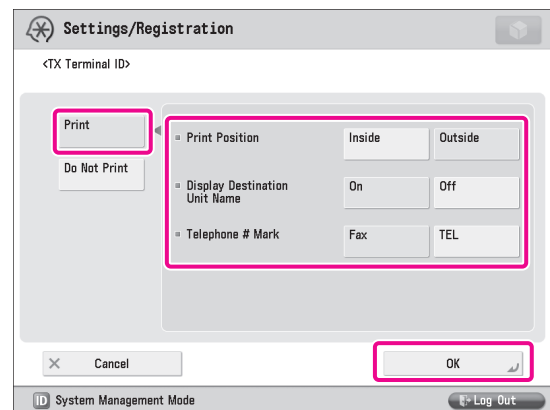 Settings/Registration
<TX Terminal ID>
Print
Do Not Print
Print Position
Inside
Outside
Display Destination
Unit Name
On
Off
Telephone # Mark
Fax
TEL
Cancel
OK
ID System Management Mode
Log Out